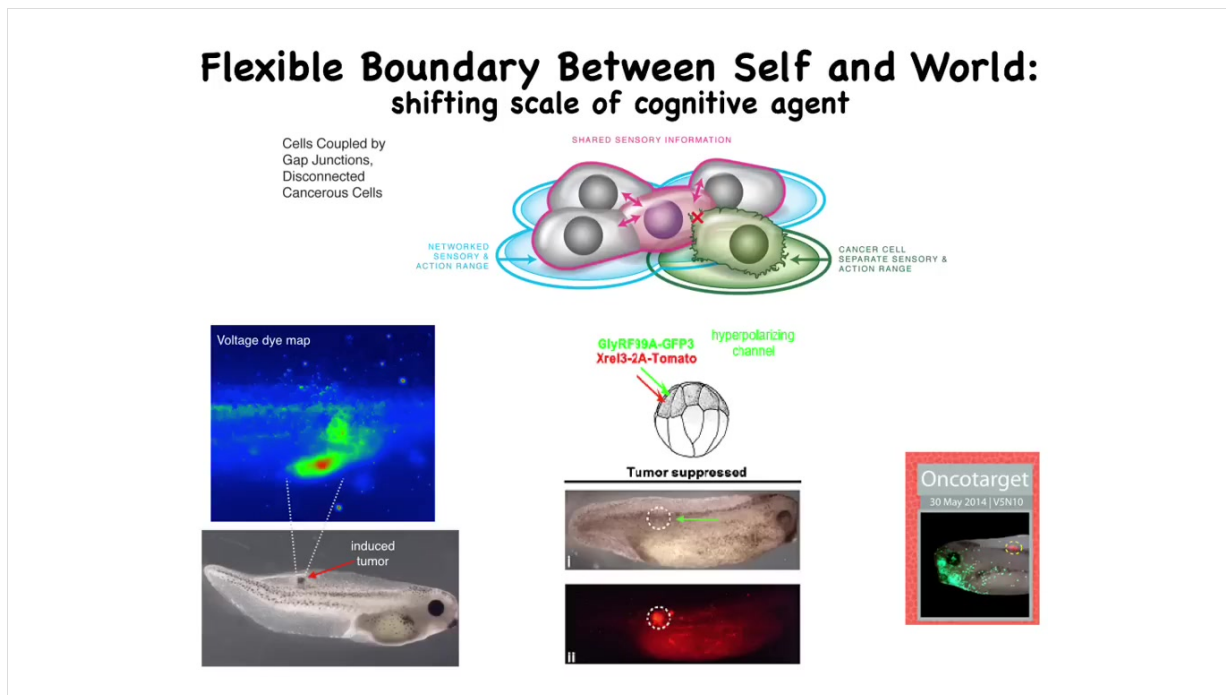 Flexible Boundary Between Self and World:
shifting scale of cognitive agent
Cells Coupled by
Gap Junctions,
Disconnected
Cancerous Cells
SHARED SENSORY INFORMATION
NETWORKED
SENSORY &
ACTION RANGE
CANCER CELL
SEPARATE SENSORY &
ACTION RANGE
Voltage dye map
induced
tumor
GlyRF99A-GFP3
Xrel3-2A-Tomato
hyperpolarizing
channel
Tumor suppressed
i
ii
Oncotarget
30 May 2014 | V5N10